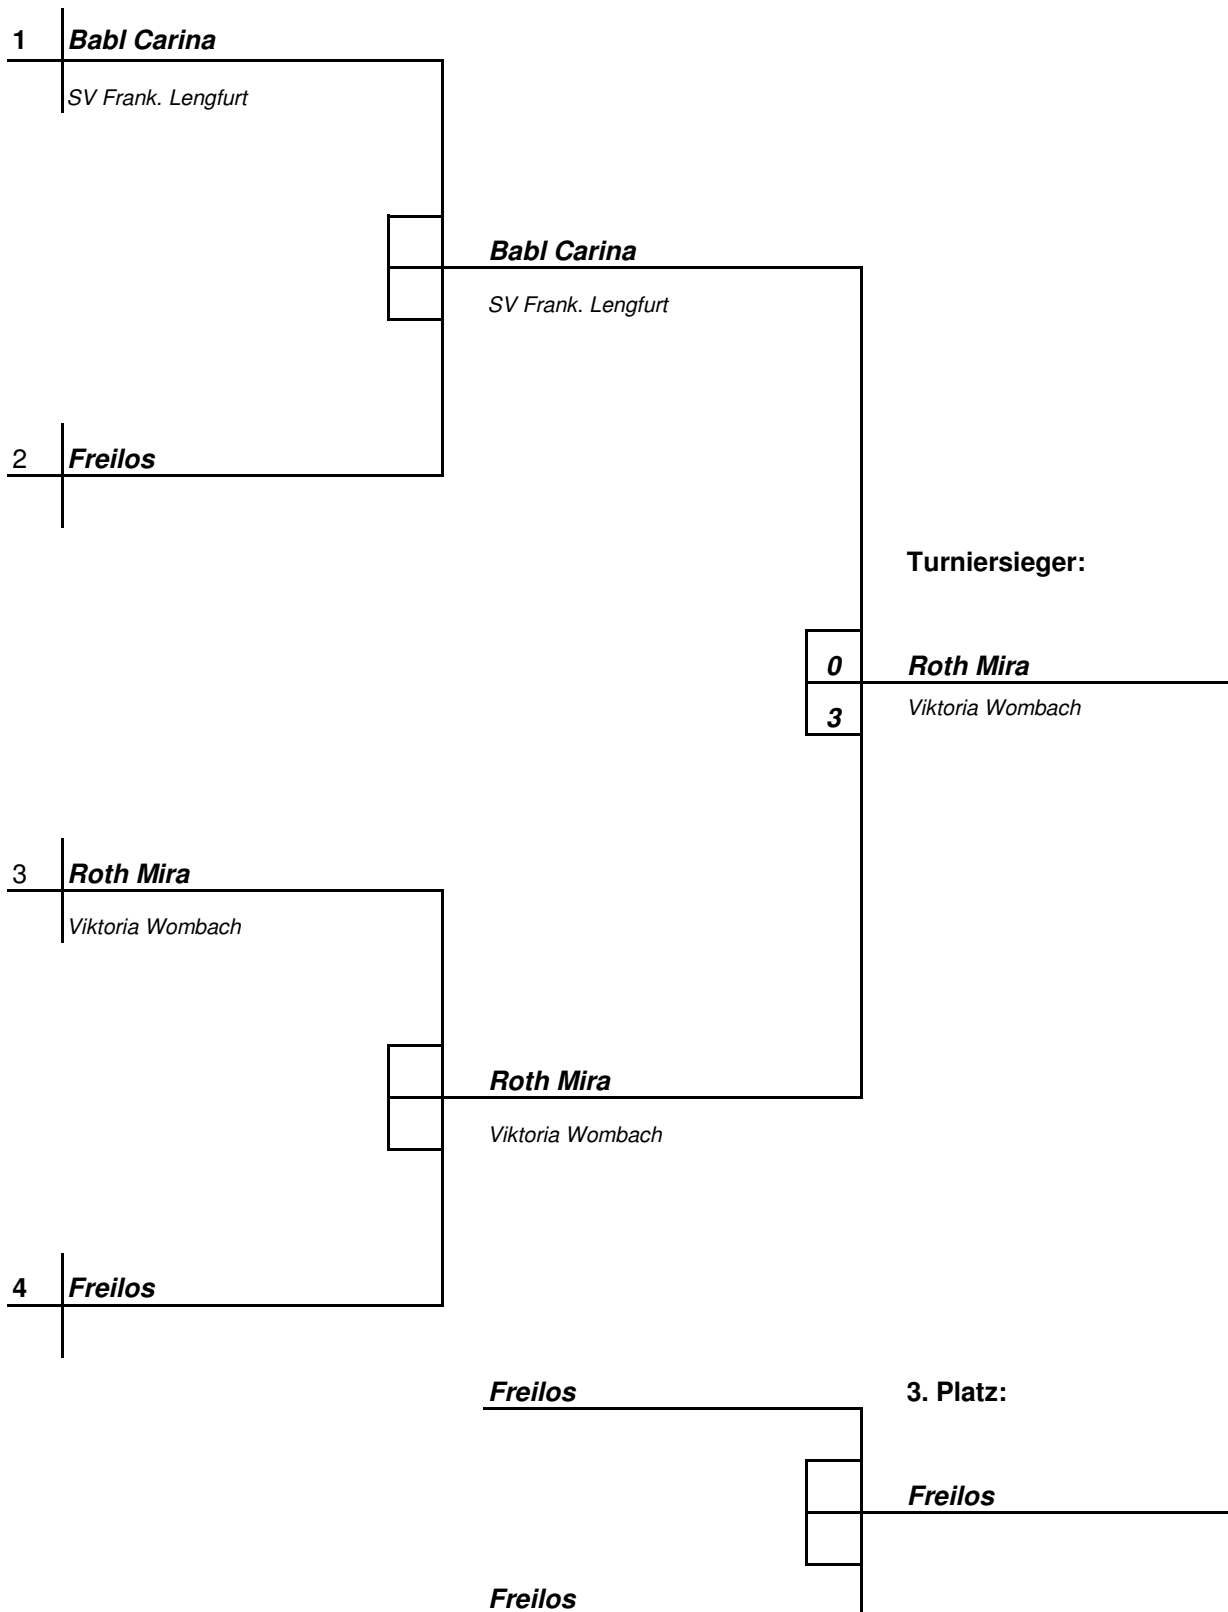 1 Babl Carina
SV Frank. Lengfurt
Babl Carina
SV Frank. Lengfurt
2 Freilos
Turniersieger:
0 Roth Mira
3 Viktoria Wombach
3 Roth Mira
Viktoria Wombach
Roth Mira
Viktoria Wombach
4 Freilos
Freilos 3. Platz:
Freilos
Freilos